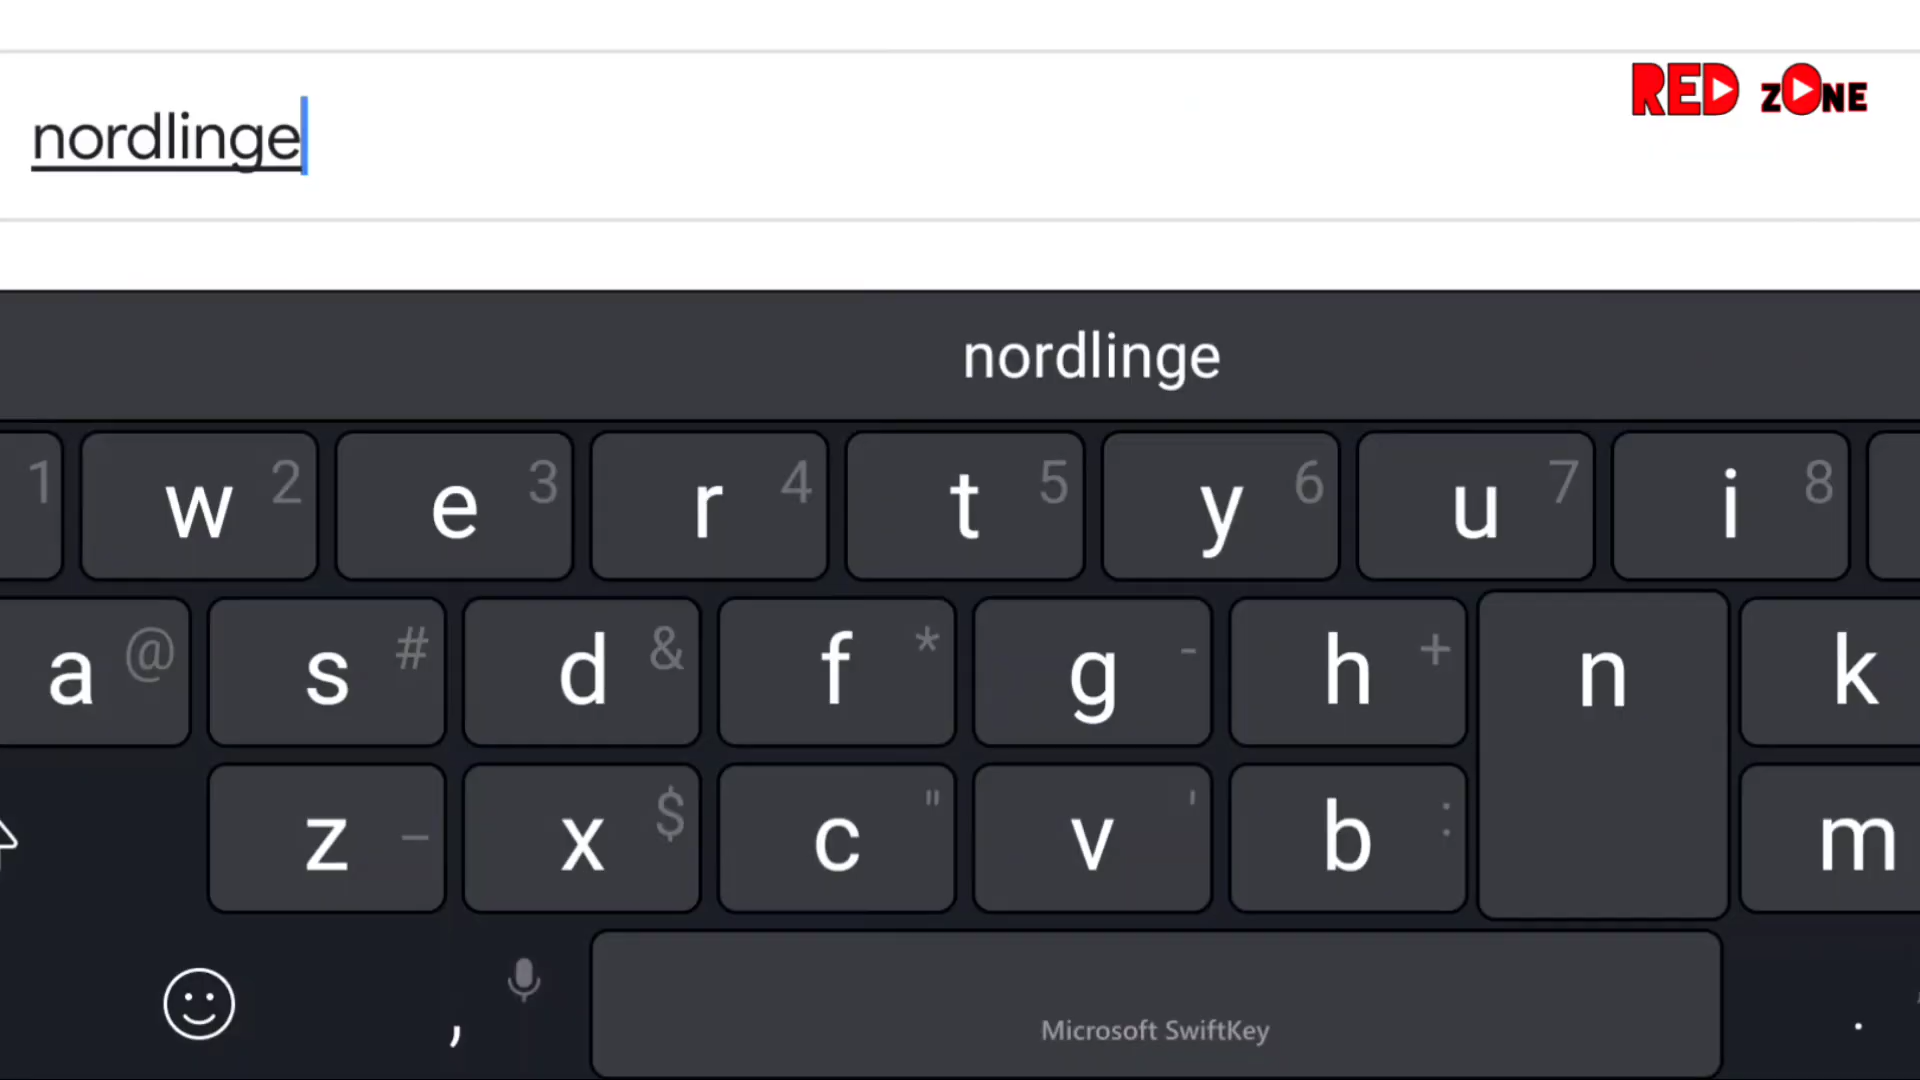 RED ZONE
nordlinge
nordlinge
1 w 2 e 3 r 4 t 5 y 6 u 7 i 8
a @ s # d & f * g - h + n k
z _ x $ c " v ' b : m
, Microsoft SwiftKey .